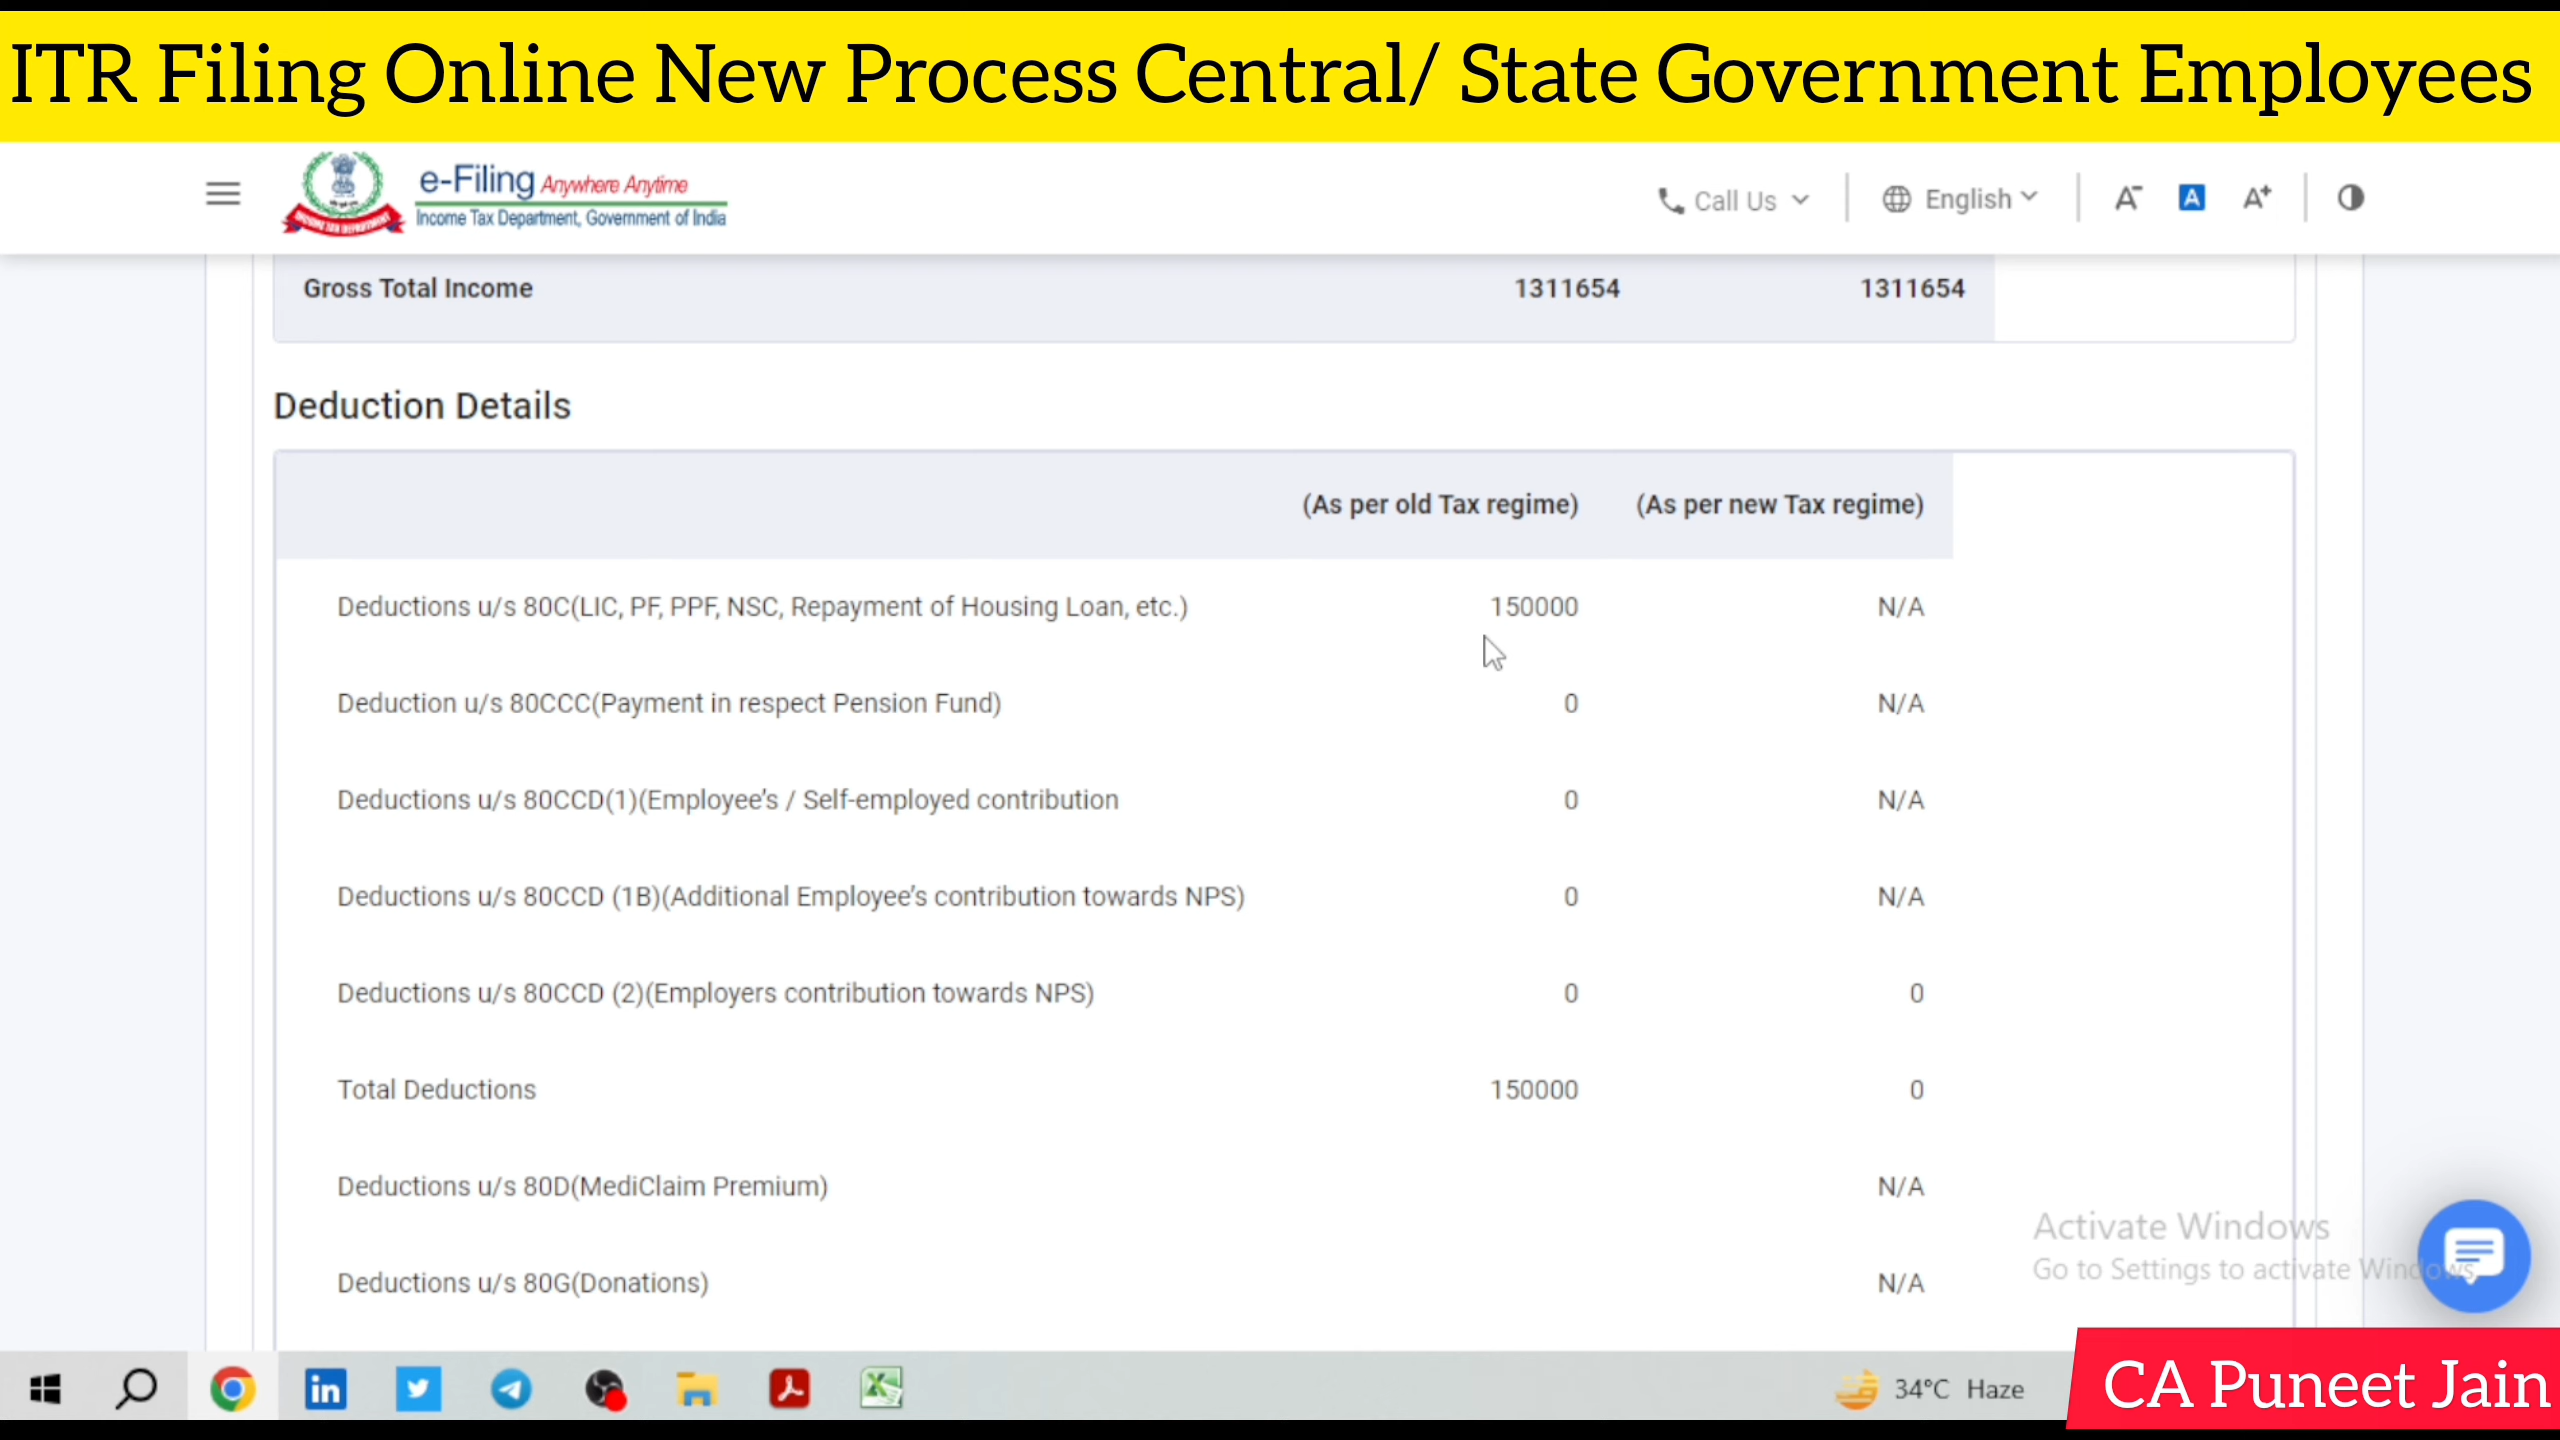 ITR Filing Online New Process Central/ State Government Employees
e-Filing Anywhere Anytime
Income Tax Department, Government of India
Call Us
English
A-
A
A+
Gross Total Income 1311654 1311654
Deduction Details
(As per old Tax regime) (As per new Tax regime)
Deductions u/s 80C(LIC, PF, PPF, NSC, Repayment of Housing Loan, etc.) 150000 N/A
Deduction u/s 80CCC(Payment in respect Pension Fund) 0 N/A
Deductions u/s 80CCD(1)(Employee's / Self-employed contribution 0 N/A
Deductions u/s 80CCD (1B)(Additional Employee's contribution towards NPS) 0 N/A
Deductions u/s 80CCD (2)(Employers contribution towards NPS) 0 0
Total Deductions 150000 0
Deductions u/s 80D(MediClaim Premium) N/A
Deductions u/s 80G(Donations) N/A
Activate Windows
Go to Settings to activate Windows.
in
34°C Haze
CA Puneet Jain